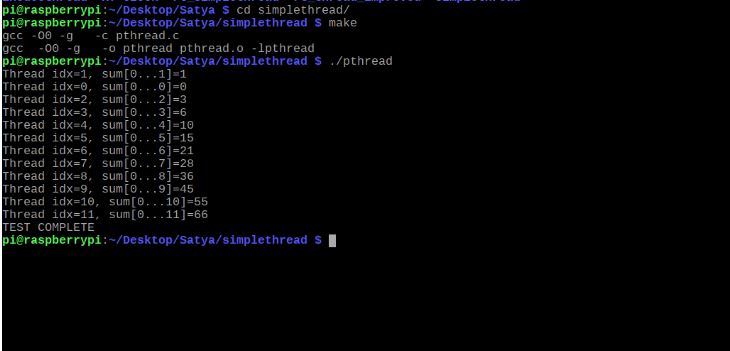 pi@raspberrypi:~/Desktop/Satya $ cd simplethread/
pi@raspberrypi:~/Desktop/Satya/simplethread $ make
gcc -O0 -g   -c pthread.c
gcc  -O0 -g   -o pthread pthread.o -lpthread
pi@raspberrypi:~/Desktop/Satya/simplethread $ ./pthread
Thread idx=1, sum[0...1]=1
Thread idx=0, sum[0...0]=0
Thread idx=2, sum[0...2]=3
Thread idx=3, sum[0...3]=6
Thread idx=4, sum[0...4]=10
Thread idx=5, sum[0...5]=15
Thread idx=6, sum[0...6]=21
Thread idx=7, sum[0...7]=28
Thread idx=8, sum[0...8]=36
Thread idx=9, sum[0...9]=45
Thread idx=10, sum[0...10]=55
Thread idx=11, sum[0...11]=66
TEST COMPLETE
pi@raspberrypi:~/Desktop/Satya/simplethread $